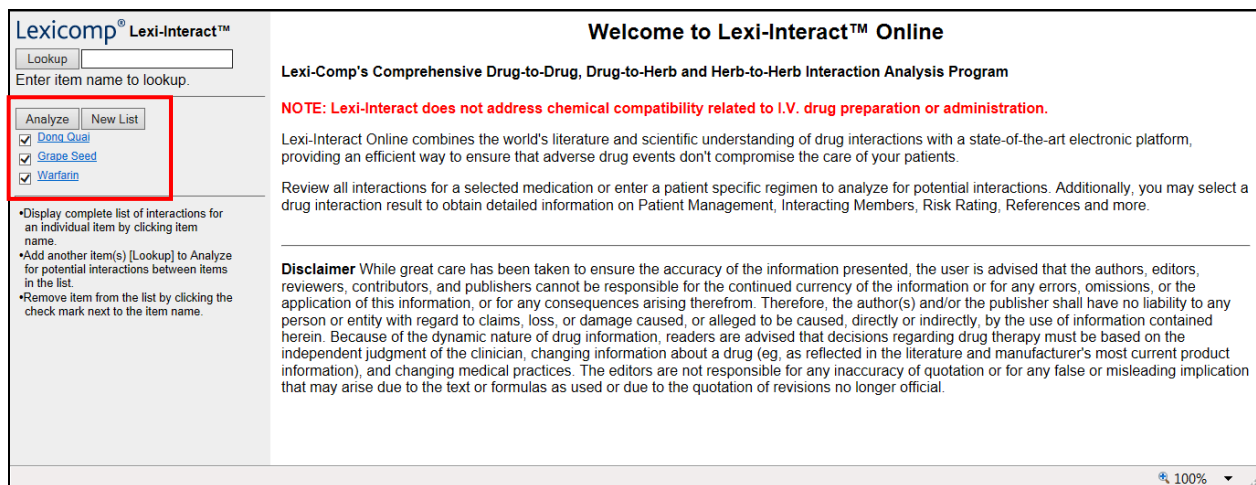 Lexicomp® Lexi-Interact™
Lookup
Enter item name to lookup.
Analyze New List
Dong Quai
Grape Seed
Warfarin
•Display complete list of interactions for
an individual item by clicking item
name.
•Add another item(s) [Lookup] to Analyze
for potential interactions between items
in the list.
•Remove item from the list by clicking the
check mark next to the item name.
Welcome to Lexi-Interact™ Online
Lexi-Comp's Comprehensive Drug-to-Drug, Drug-to-Herb and Herb-to-Herb Interaction Analysis Program
NOTE: Lexi-Interact does not address chemical compatibility related to I.V. drug preparation or administration.
Lexi-Interact Online combines the world's literature and scientific understanding of drug interactions with a state-of-the-art electronic platform,
providing an efficient way to ensure that adverse drug events don't compromise the care of your patients.
Review all interactions for a selected medication or enter a patient specific regimen to analyze for potential interactions. Additionally, you may select a
drug interaction result to obtain detailed information on Patient Management, Interacting Members, Risk Rating, References and more.
Disclaimer While great care has been taken to ensure the accuracy of the information presented, the user is advised that the authors, editors,
reviewers, contributors, and publishers cannot be responsible for the continued currency of the information or for any errors, omissions, or the
application of this information, or for any consequences arising therefrom. Therefore, the author(s) and/or the publisher shall have no liability to any
person or entity with regard to claims, loss, or damage caused, or alleged to be caused, directly or indirectly, by the use of information contained
herein. Because of the dynamic nature of drug information, readers are advised that decisions regarding drug therapy must be based on the
independent judgment of the clinician, changing information about a drug (eg, as reflected in the literature and manufacturer's most current product
information), and changing medical practices. The editors are not responsible for any inaccuracy of quotation or for any false or misleading implication
that may arise due to the text or formulas as used or due to the quotation of revisions no longer official.
100%